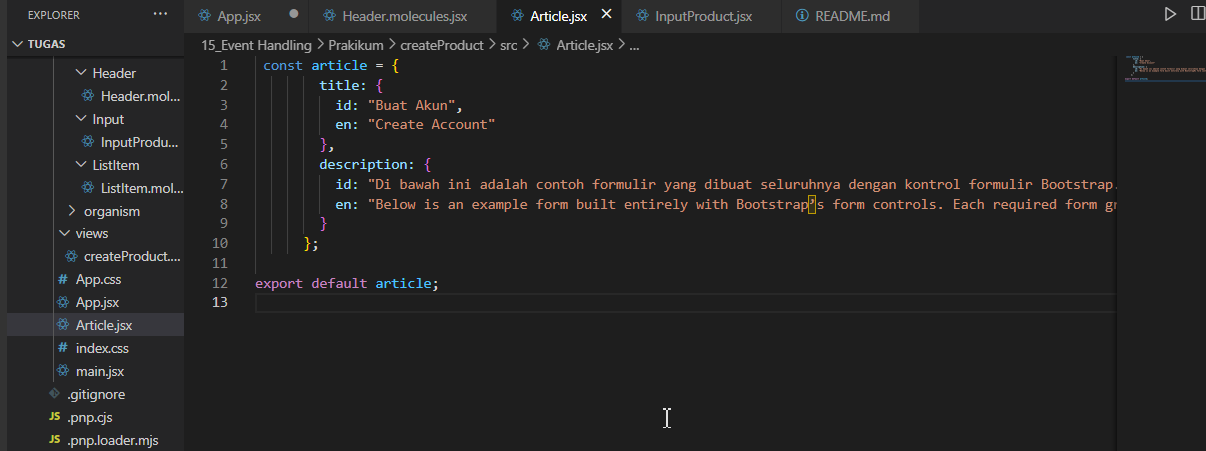 EXPLORER ...
App.jsx Header.molecules.jsx Article.jsx InputProduct.jsx README.md
TUGAS
15_Event Handling > Prakikum > createProduct > src > Article.jsx > ...
Header
Header.mol...
Input
InputProdu...
ListItem
ListItem.mol...
organism
views
createProduct....
# App.css
App.jsx
Article.jsx
# index.css
main.jsx
.gitignore
JS .pnp.cjs
JS .pnp.loader.mjs
1 const article = {
2 title: {
3 id: "Buat Akun",
4 en: "Create Account"
5 },
6 description: {
7 id: "Di bawah ini adalah contoh formulir yang dibuat seluruhnya dengan kontrol formulir Bootstrap.
8 en: "Below is an example form built entirely with Bootstrap’s form controls. Each required form gr
9 }
10 };
11
12 export default article;
13